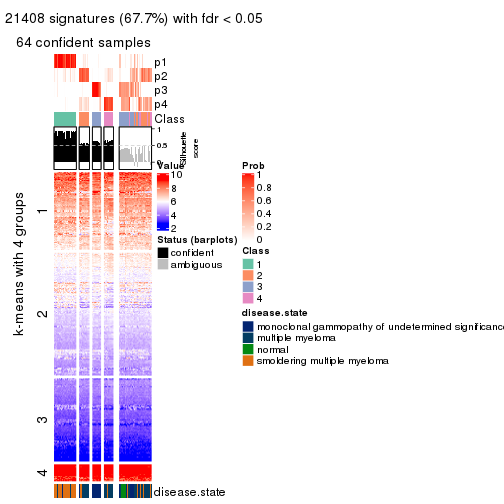 21408 signatures (67.7%) with fdr < 0.05
64 confident samples
p1
p2
p3
p4
Class
1
0.5
0
Silhouette
score
k-means with 4 groups
1
2
3
4
disease.state
Value
10
8
6
4
2
Status (barplots)
confident
ambiguous
Prob
1
0.8
0.6
0.4
0.2
0
Class
1
2
3
4
disease.state
monoclonal gammopathy of undetermined significance
multiple myeloma
normal
smoldering multiple myeloma